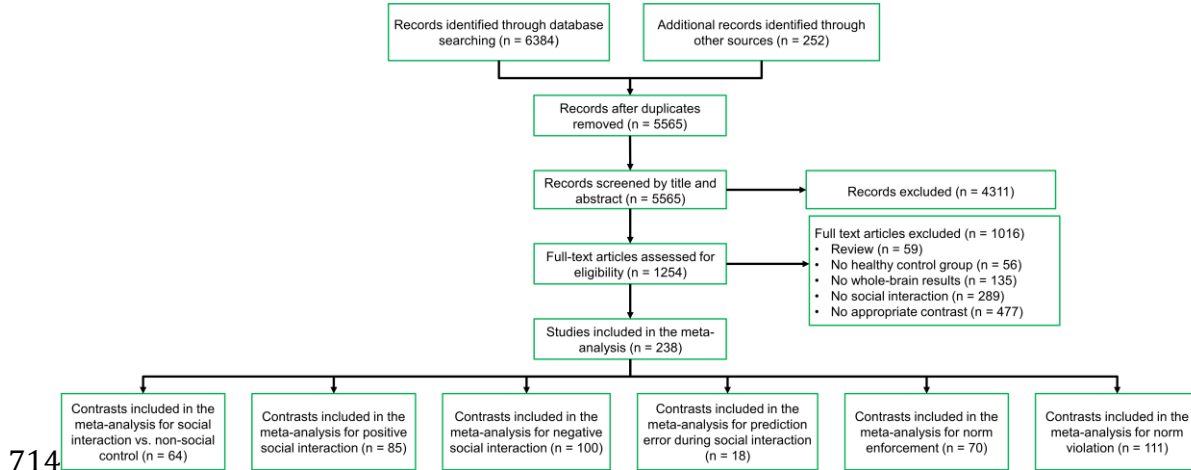 Records identified through database
searching (n = 6384)
Additional records identified through
other sources (n = 252)
Records after duplicates
removed (n = 5565)
Records screened by title and
abstract (n = 5565)
Records excluded (n = 4311)
Full-text articles assessed for
eligibility (n = 1254)
Full text articles excluded (n = 1016)
• Review (n = 59)
• No healthy control group (n = 56)
• No whole-brain results (n = 135)
• No social interaction (n = 289)
• No appropriate contrast (n = 477)
Studies included in the meta-
analysis (n = 238)
Contrasts included in the
meta-analysis for social
interaction vs. non-social
control (n = 64)
Contrasts included in the
meta-analysis for positive
social interaction (n = 85)
Contrasts included in the
meta-analysis for negative
social interaction (n = 100)
Contrasts included in the
meta-analysis for prediction
error during social interaction
(n = 18)
Contrasts included in the
meta-analysis for norm
enforcement (n = 70)
Contrasts included in the
meta-analysis for norm
violation (n = 111)
714